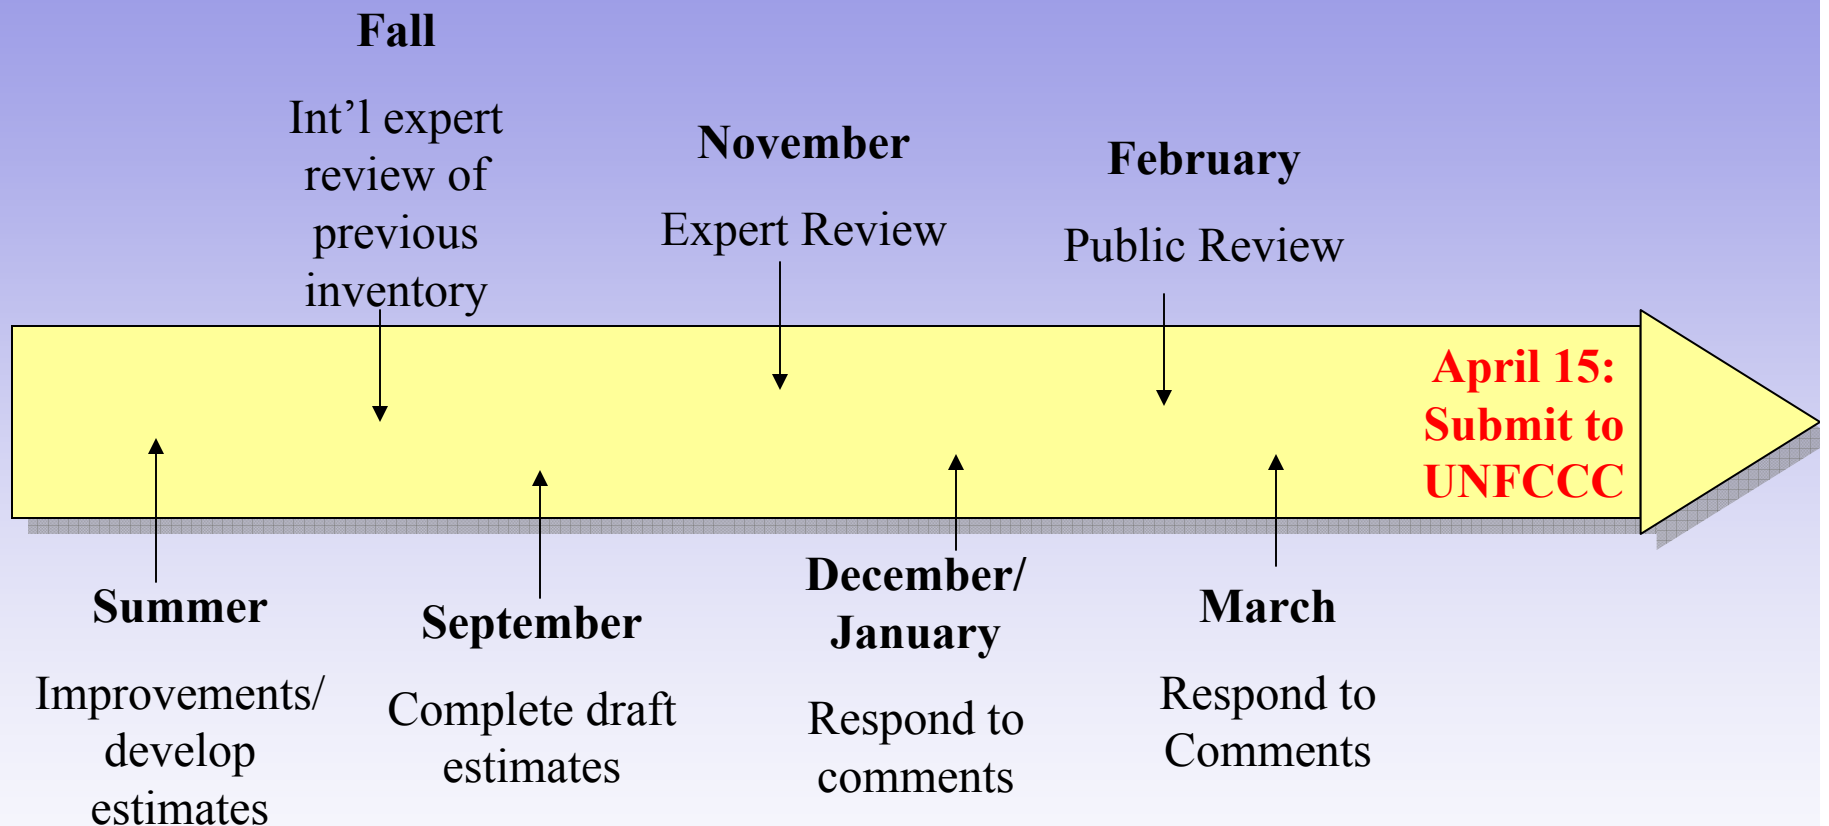 Fall
Int’l expert
review of
previous
inventory
November
Expert Review
February
Public Review
April 15:
Submit to
UNFCCC
Summer
Improvements/
develop
estimates
September
Complete draft
estimates
December/
January
Respond to
comments
March
Respond to
Comments